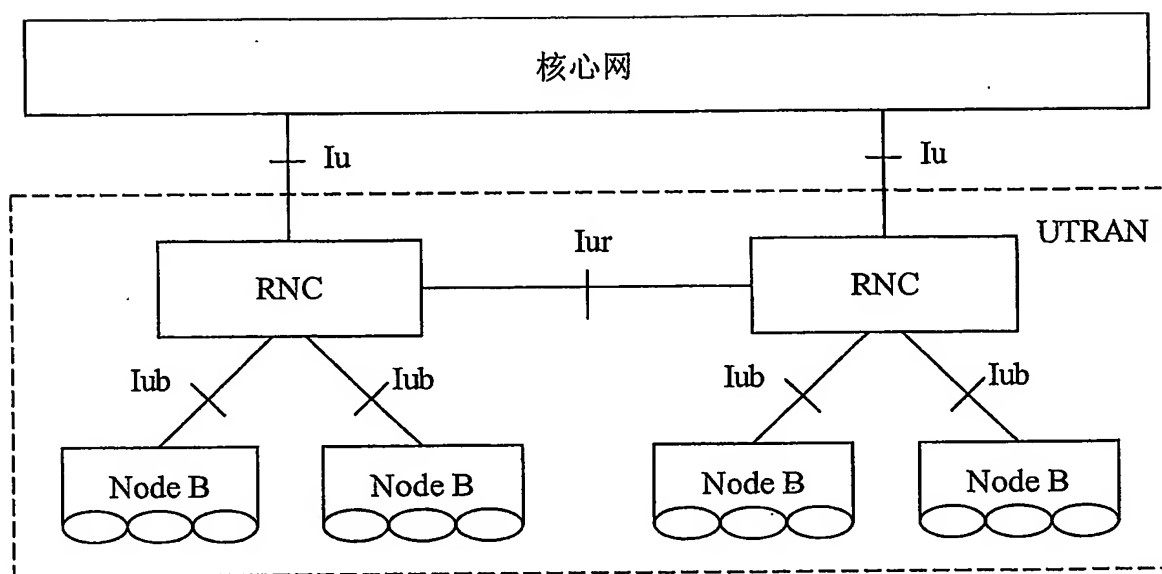 核心网
Iu
Iu
UTRAN
Iur
RNC
RNC
Iub
Iub
Iub
Iub
Node B
Node B
Node B
Node B